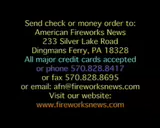 Send check or money order to:
American Fireworks News
233 Silver Lake Road
Dingmans Ferry, PA 18328
All major credit cards accepted
or phone 570.828.8417
or fax 570.828.8695
or email: afn@fireworksnews.com
Visit our website:
www.fireworksnews.com